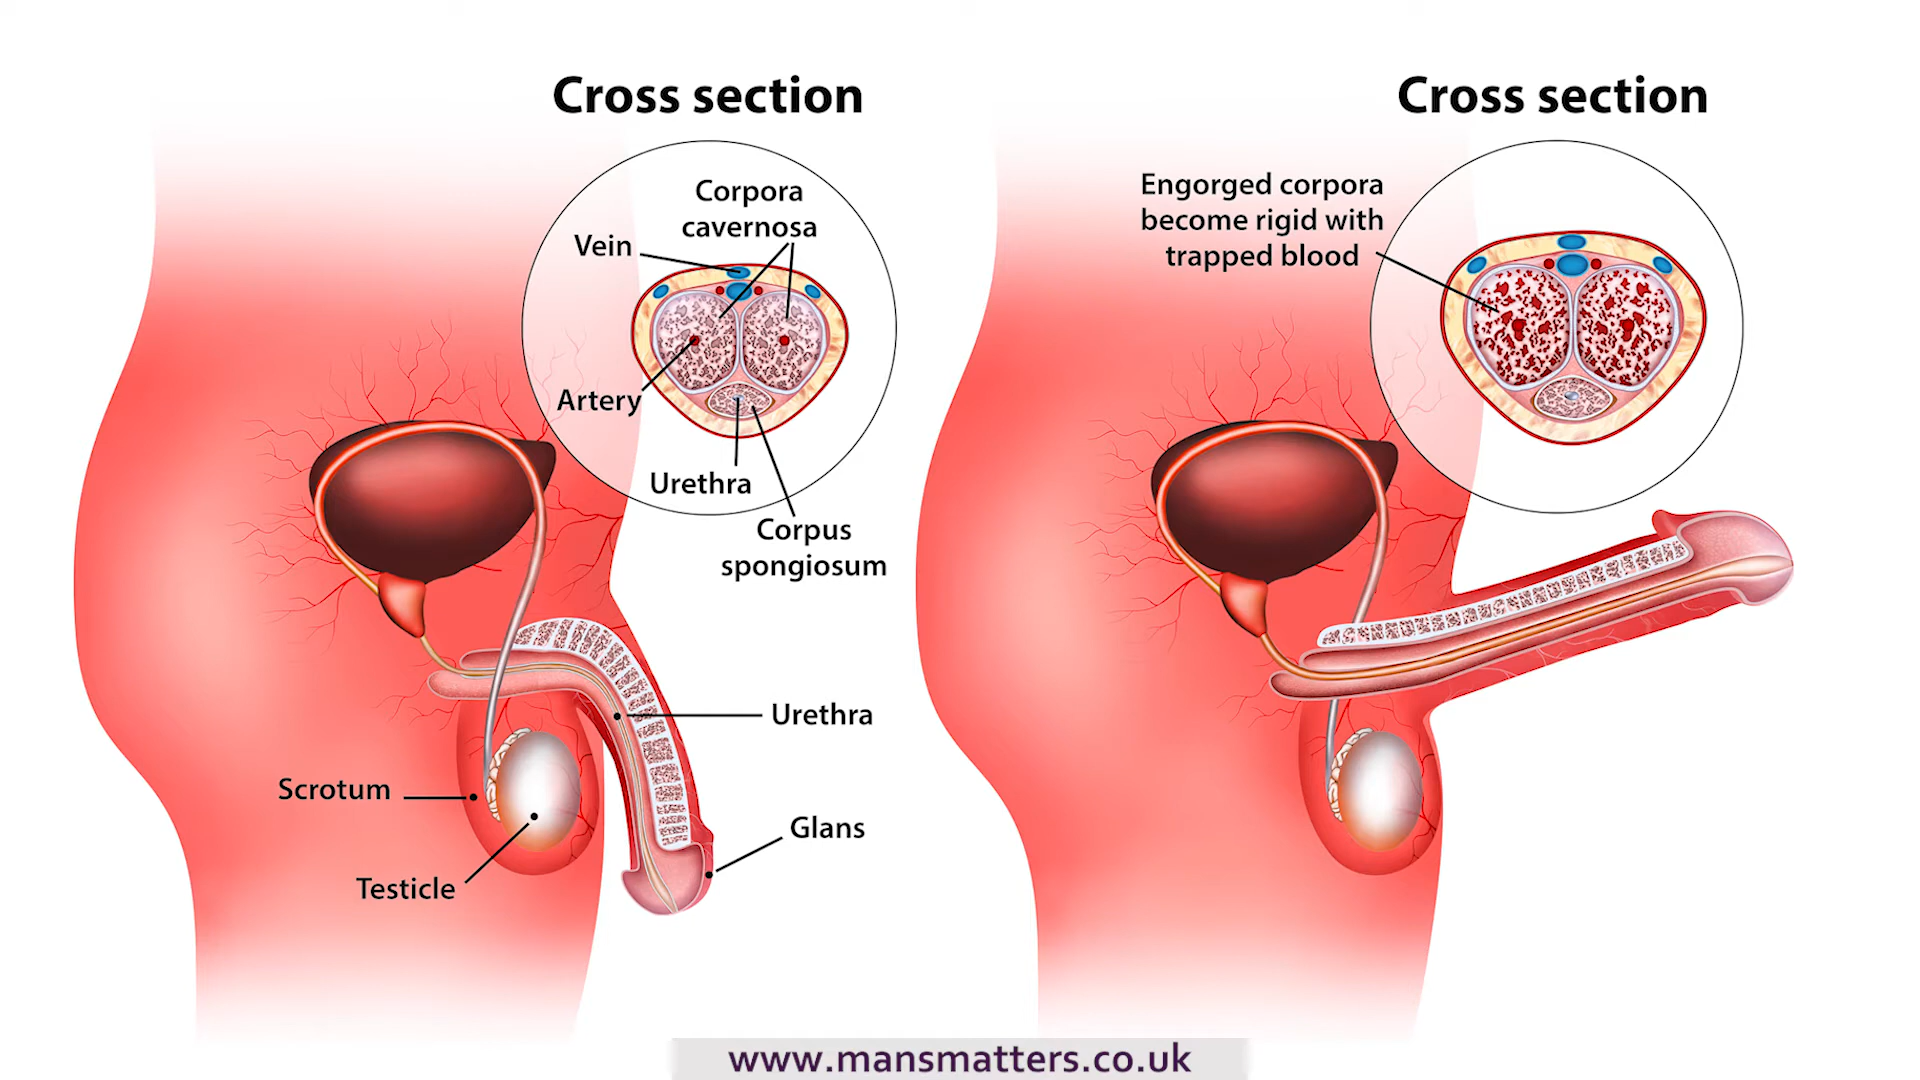 Cross section
Corpora
cavernosa
Vein
Artery
Urethra
Corpus
spongiosum
Urethra
Scrotum
Glans
Testicle
Cross section
Engorged corpora
become rigid with
trapped blood
www.mansmatters.co.uk